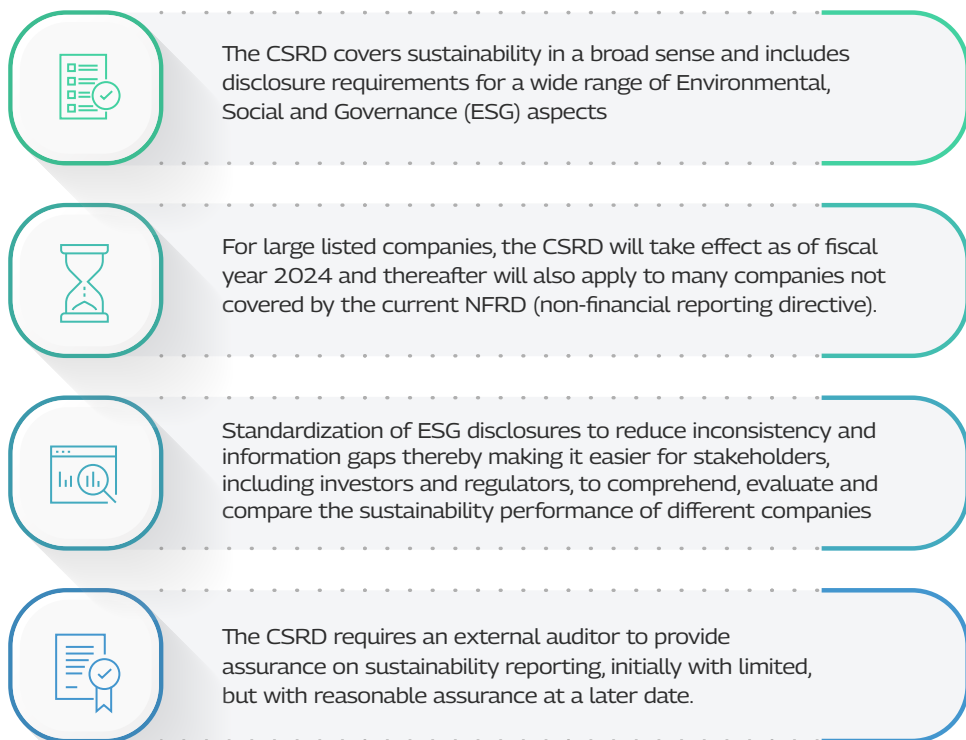 The CSRD covers sustainability in a broad sense and includes
disclosure requirements for a wide range of Environmental,
Social and Governance (ESG) aspects
For large listed companies, the CSRD will take effect as of fiscal
year 2024 and thereafter will also apply to many companies not
covered by the current NFRD (non-financial reporting directive).
Standardization of ESG disclosures to reduce inconsistency and
information gaps thereby making it easier for stakeholders,
including investors and regulators, to comprehend, evaluate and
compare the sustainability performance of different companies
The CSRD requires an external auditor to provide
assurance on sustainability reporting, initially with limited,
but with reasonable assurance at a later date.